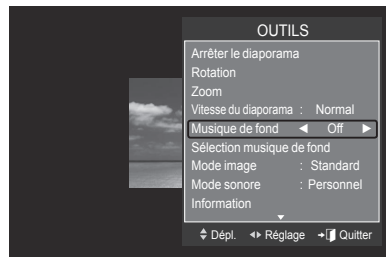 OUTILS
Arrêter le diaporama
Rotation
Zoom
Vitesse du diaporama : Normal
Musique de fond ◄ Off ►
Sélection musique de fond
Mode image : Standard
Mode sonore : Personnel
Information
Dépl. Réglage Quitter